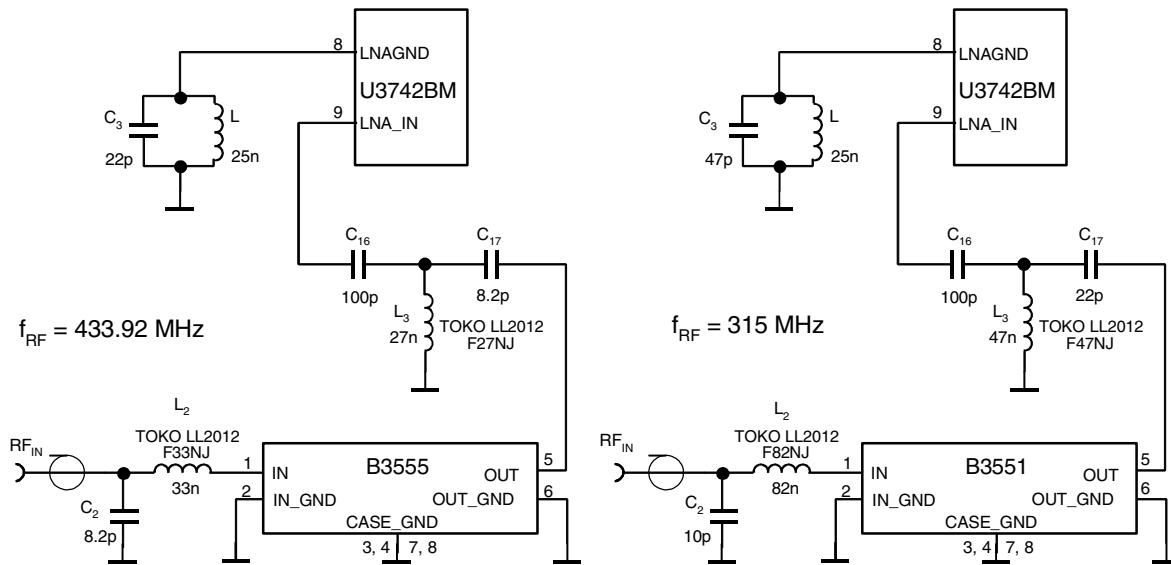 8
LNAGND
U3742BM
C3
L
9
LNA_IN
22p
25n
C16
C17
100p
8.2p
L3
TOKO LL2012
27n
F27NJ
fRF = 433.92 MHz
L2
TOKO LL2012
F33NJ
RFIN
33n
1
IN
B3555
OUT
5
2
IN_GND
OUT_GND
6
C2
8.2p
CASE_GND
3, 4
7, 8
8
LNAGND
U3742BM
C3
L
9
LNA_IN
47p
25n
C16
C17
100p
22p
L3
TOKO LL2012
47n
F47NJ
fRF = 315 MHz
L2
TOKO LL2012
F82NJ
RFIN
82n
1
IN
B3551
OUT
5
2
IN_GND
OUT_GND
6
C2
10p
CASE_GND
3, 4
7, 8